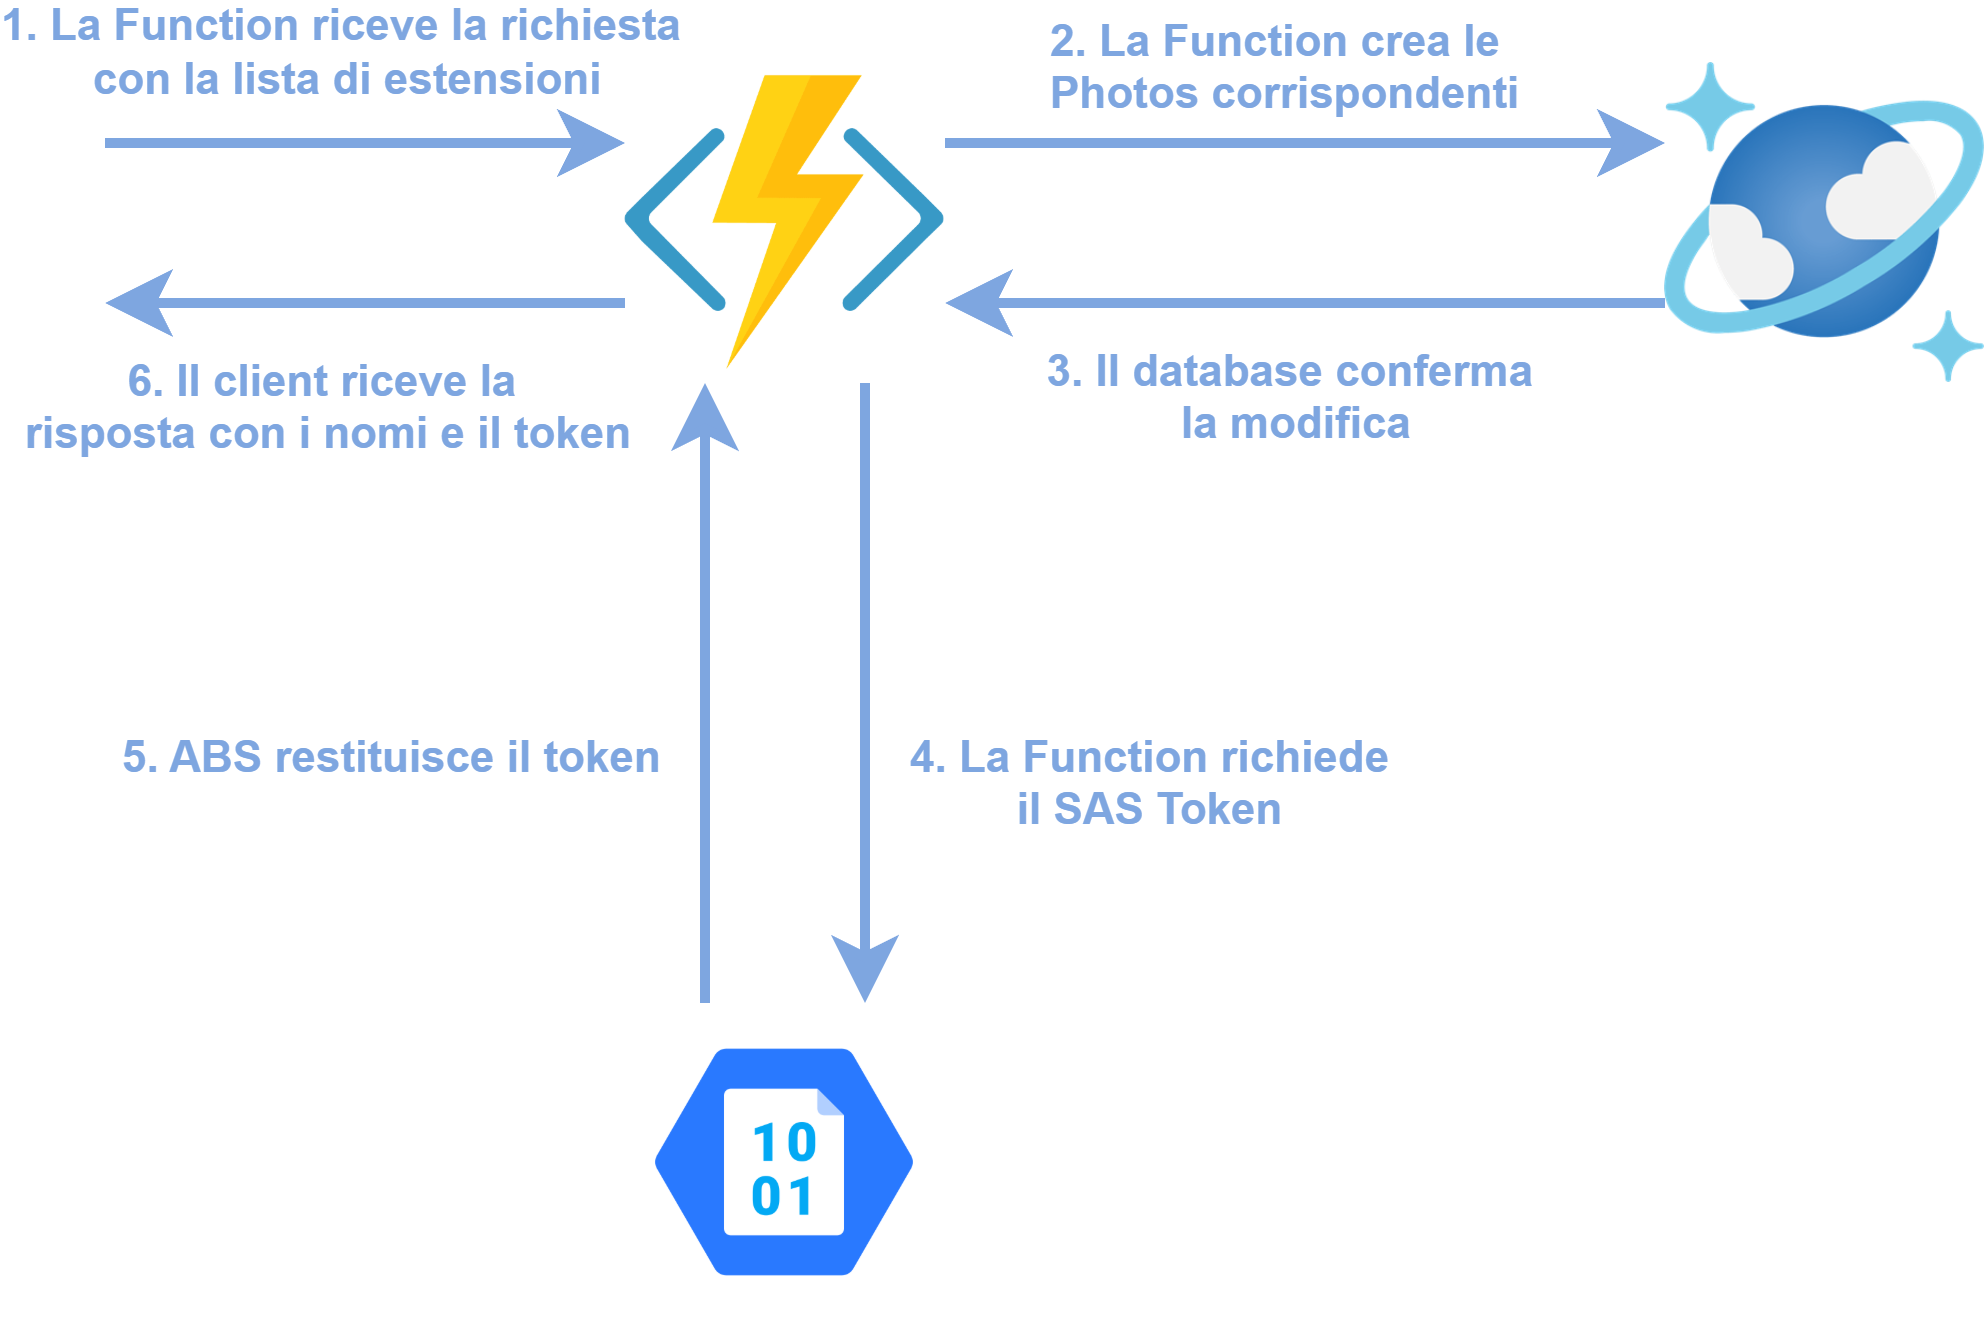 1. La Function riceve la richiesta
con la lista di estensioni
2. La Function crea le
Photos corrispondenti
3. Il database conferma
la modifica
4. La Function richiede
il SAS Token
5. ABS restituisce il token
6. Il client riceve la
risposta con i nomi e il token
10
01